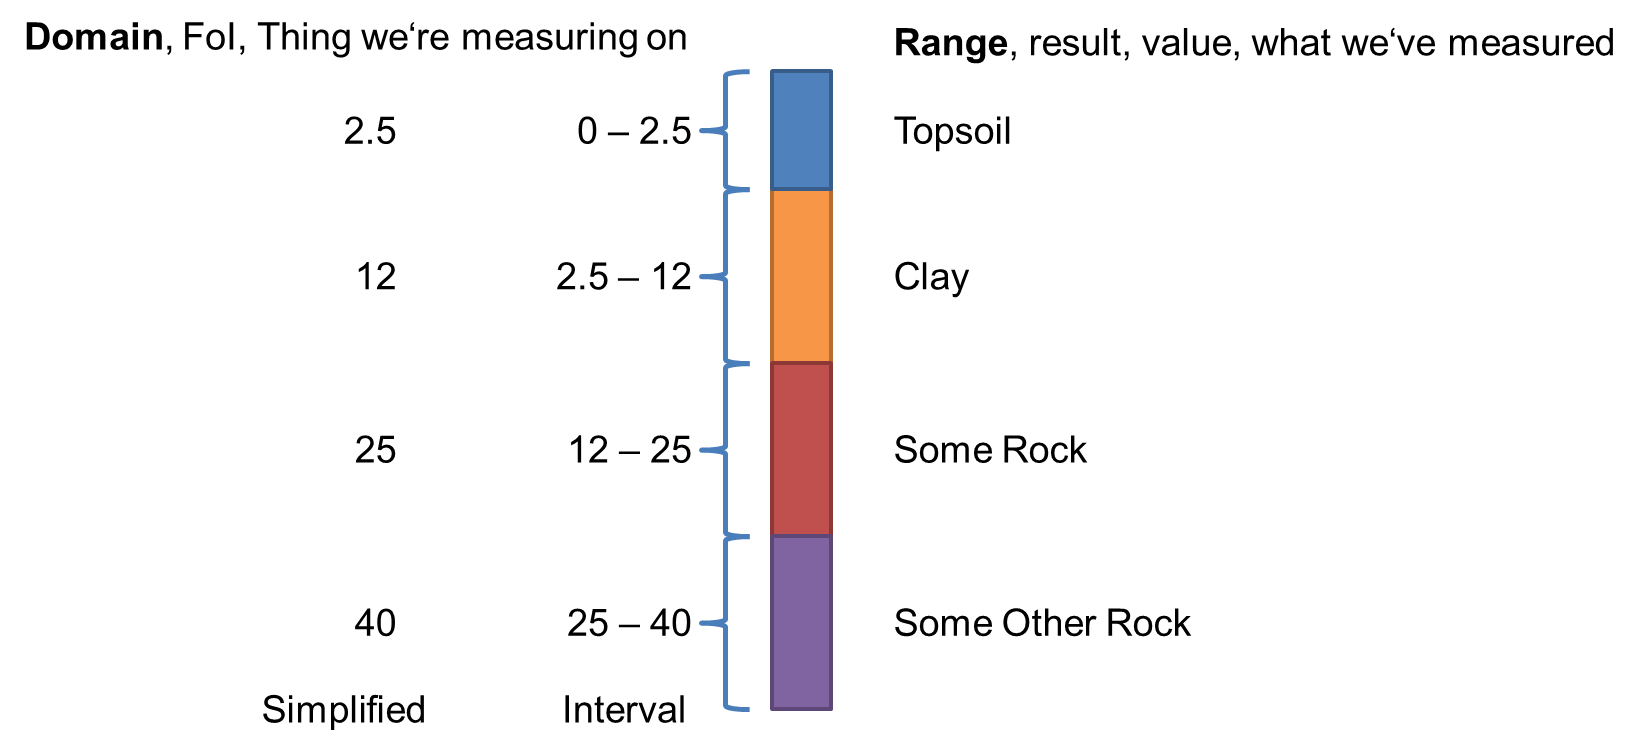 Domain, FoI, Thing we‘re measuring on
Range, result, value, what we‘ve measured
2.5 0 – 2.5 Topsoil
12 2.5 – 12 Clay
25 12 – 25 Some Rock
40 25 – 40 Some Other Rock
Simplified Interval